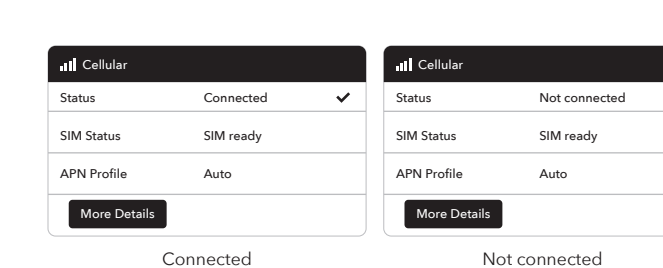 Cellular
Status Connected
SIM Status SIM ready
APN Profile Auto
More Details
Connected
Cellular
Status Not connected
SIM Status SIM ready
APN Profile Auto
More Details
Not connected